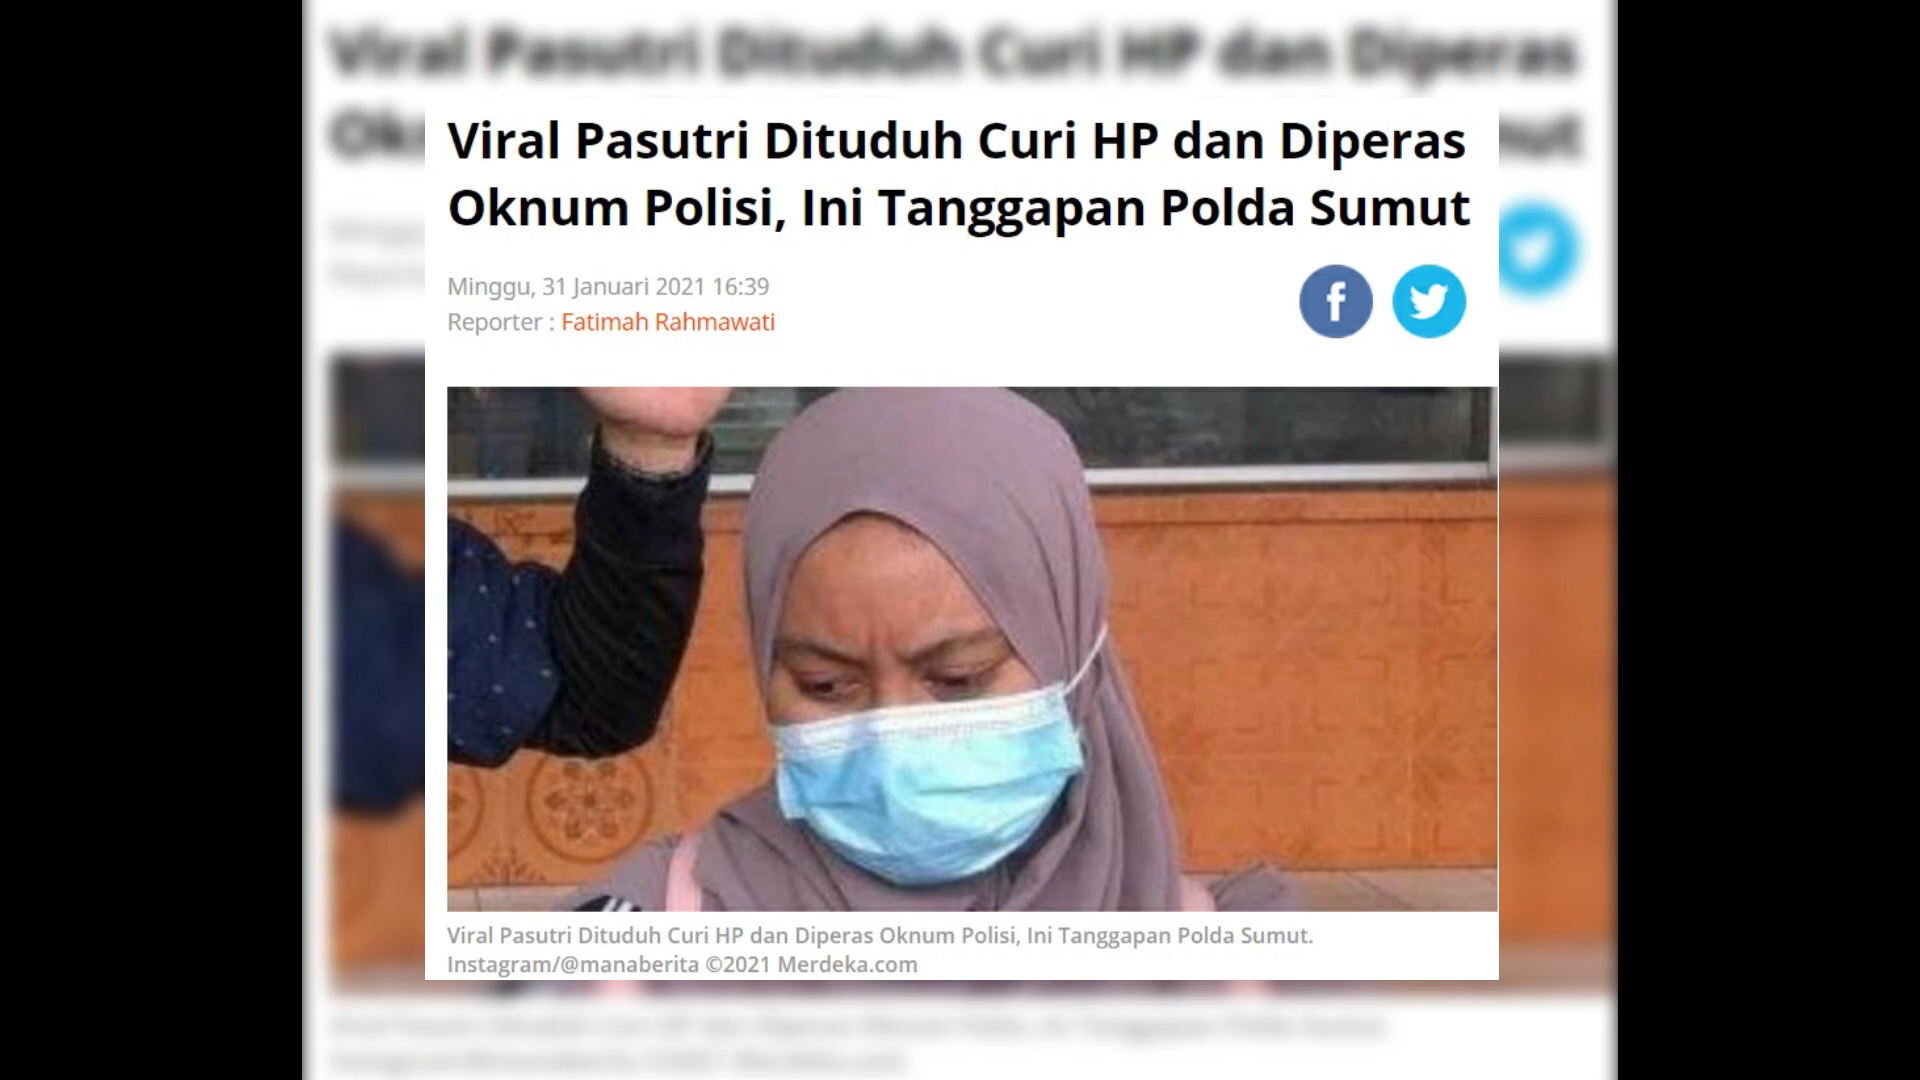 Viral Pasutri Dituduh Curi HP dan Diperas
Oknum Polisi, Ini Tanggapan Polda Sumut
Minggu, 31 Januari 2021 16:39
Reporter : Fatimah Rahmawati
Viral Pasutri Dituduh Curi HP dan Diperas Oknum Polisi, Ini Tanggapan Polda Sumut.
Instagram/@manaberita ©2021 Merdeka.com